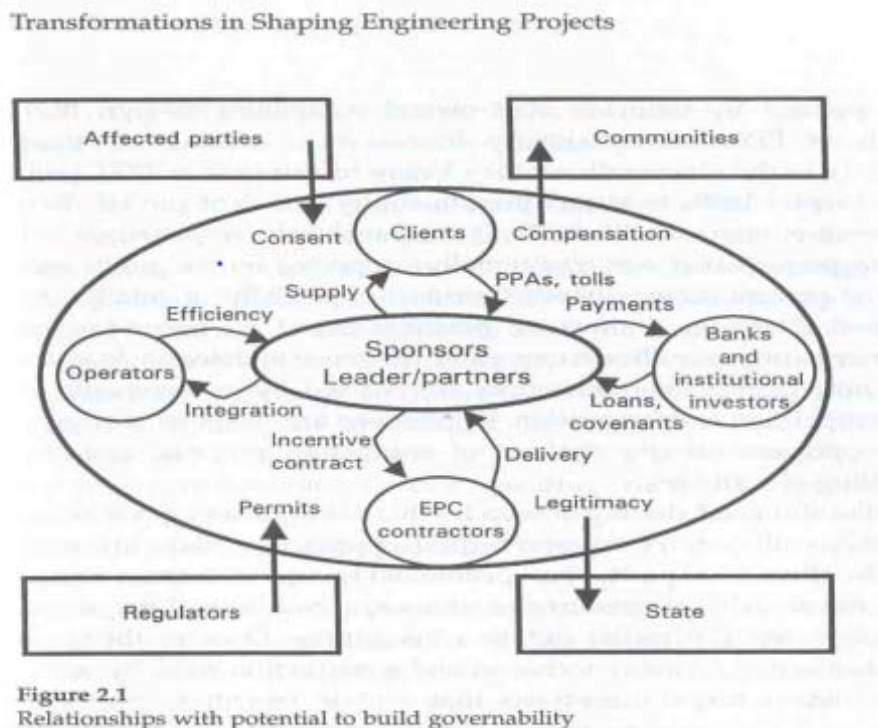 Transformations in Shaping Engineering Projects
Affected parties
Communities
Consent
Clients
Compensation
Supply
PPAs, tolls
Efficiency
Payments
Operators
Sponsors
Leader/partners
Banks
and
institutional
investors
Integration
Loans,
covenants
Incentive
contract
Delivery
Permits
EPC
contractors
Legitimacy
Regulators
State
Figure 2.1
Relationships with potential to build governability